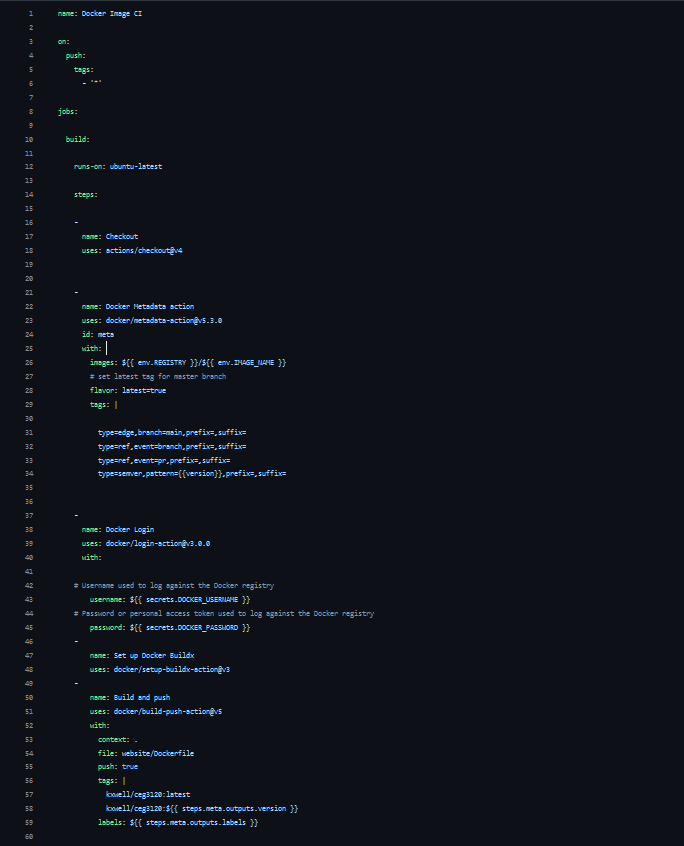 1 name: Docker Image CI
2
3 on:
4 push:
5 tags:
6 - '*'
7
8 jobs:
9
10 build:
11
12 runs-on: ubuntu-latest
13
14 steps:
15
16 -
17 name: Checkout
18 uses: actions/checkout@v4
19
20
21 -
22 name: Docker Metadata action
23 uses: docker/metadata-action@v5.3.0
24 id: meta
25 with:
26 images: ${{ env.REGISTRY }}/${{ env.IMAGE_NAME }}
27 # set latest tag for master branch
28 flavor: latest=true
29 tags: |
30
31 type=edge,branch=main,prefix=,suffix=
32 type=ref,event=branch,prefix=,suffix=
33 type=ref,event=pr,prefix=,suffix=
34 type=semver,pattern={{version}},prefix=,suffix=
35
36
37 -
38 name: Docker Login
39 uses: docker/login-action@v3.0.0
40 with:
41
42 # Username used to log against the Docker registry
43 username: ${{ secrets.DOCKER_USERNAME }}
44 # Password or personal access token used to log against the Docker registry
45 password: ${{ secrets.DOCKER_PASSWORD }}
46 -
47 name: Set up Docker Buildx
48 uses: docker/setup-buildx-action@v3
49 -
50 name: Build and push
51 uses: docker/build-push-action@v5
52 with:
53 context: .
54 file: website/Dockerfile
55 push: true
56 tags: |
57 kxwell/ceg3120:latest
58 kxwell/ceg3120:${{ steps.meta.outputs.version }}
59 labels: ${{ steps.meta.outputs.labels }}
60